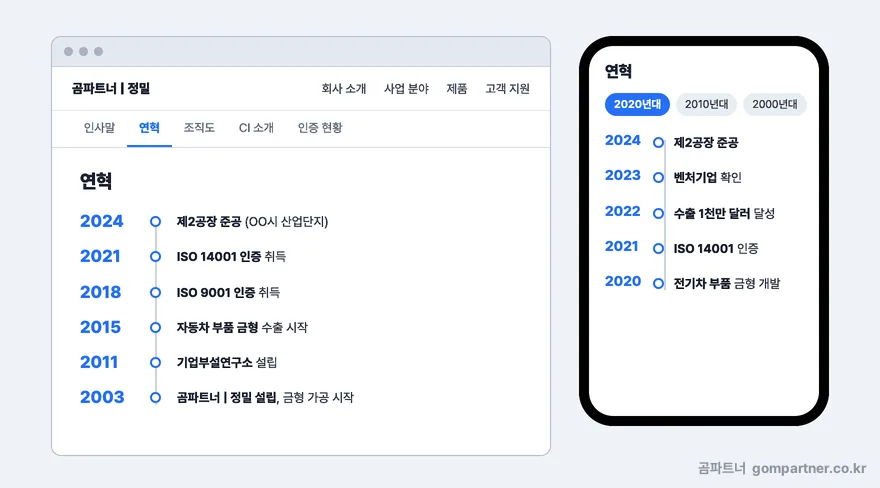 곰파트너 | 정밀
회사 소개 사업 분야 제품 고객 지원
인사말 연혁 조직도 CI 소개 인증 현황
연혁
2024 제2공장 준공 (OO시 산업단지)
2021 ISO 14001 인증 취득
2018 ISO 9001 인증 취득
2015 자동차 부품 금형 수출 시작
2011 기업부설연구소 설립
2003 곰파트너 | 정밀 설립, 금형 가공 시작
연혁
2020년대 2010년대 2000년대
2024 제2공장 준공
2023 벤처기업 확인
2022 수출 1천만 달러 달성
2021 ISO 14001 인증
2020 전기차 부품 금형 개발
곰파트너 gompartner.co.kr